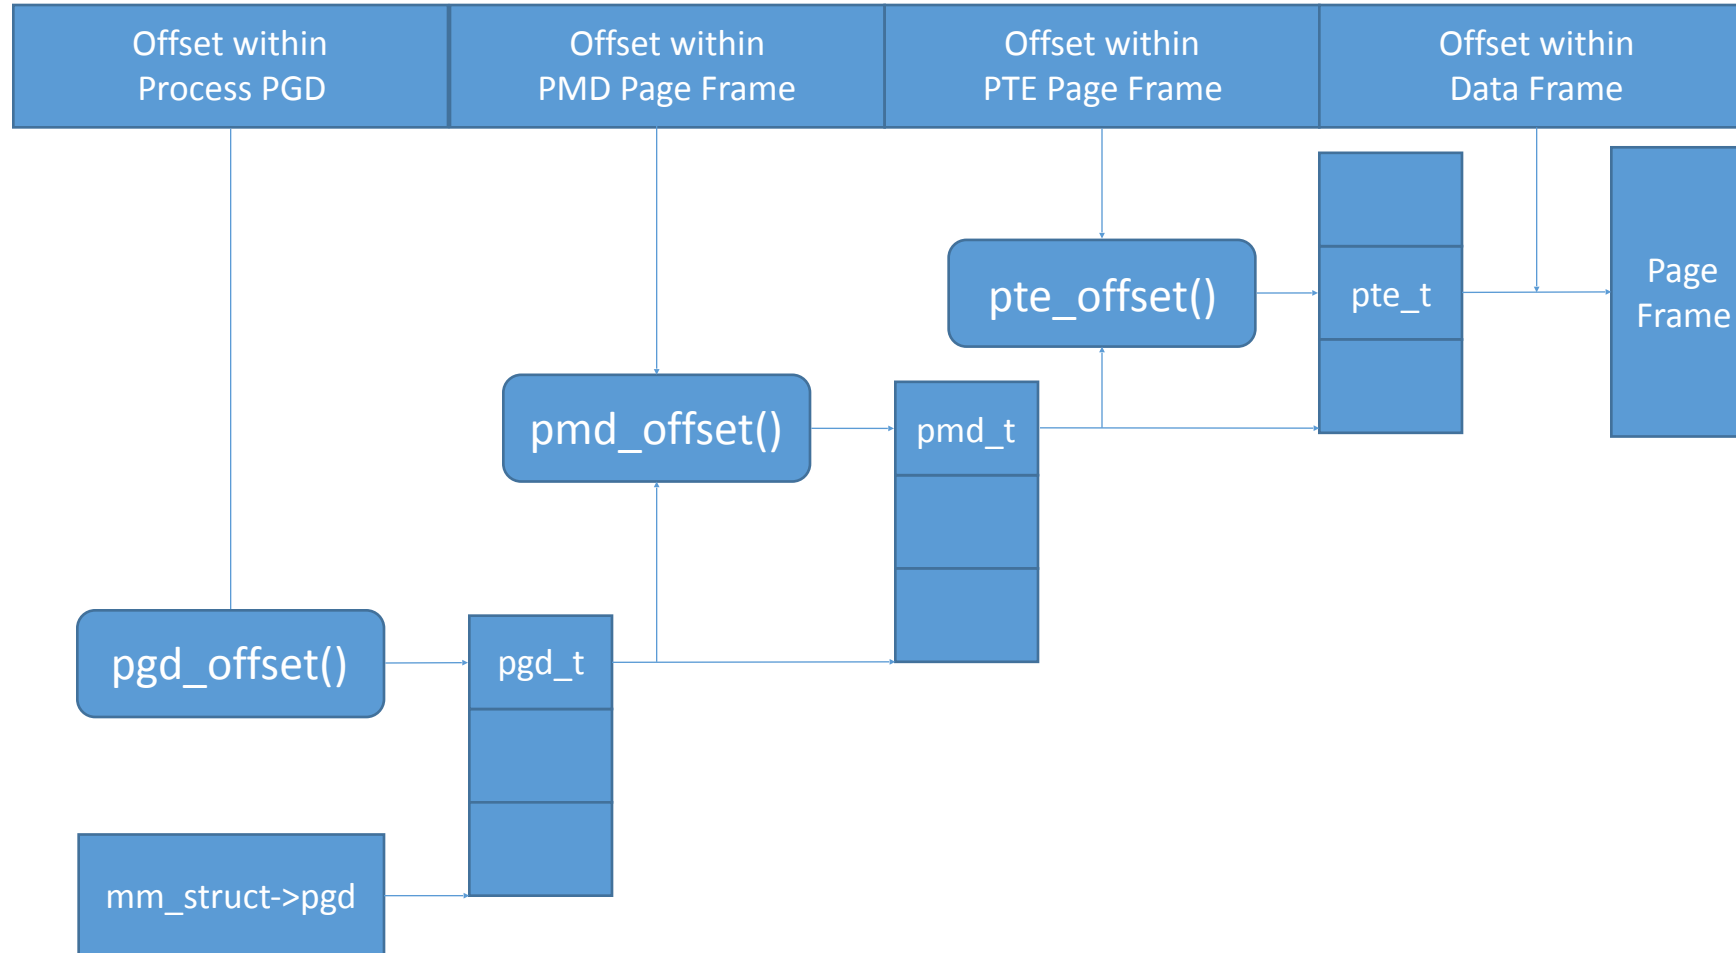 Offset within
Process PGD
Offset within
PMD Page Frame
Offset within
PTE Page Frame
Offset within
Data Frame
pte_offset()
pte_t
Page
Frame
pmd_offset()
pmd_t
pgd_offset()
pgd_t
mm_struct->pgd